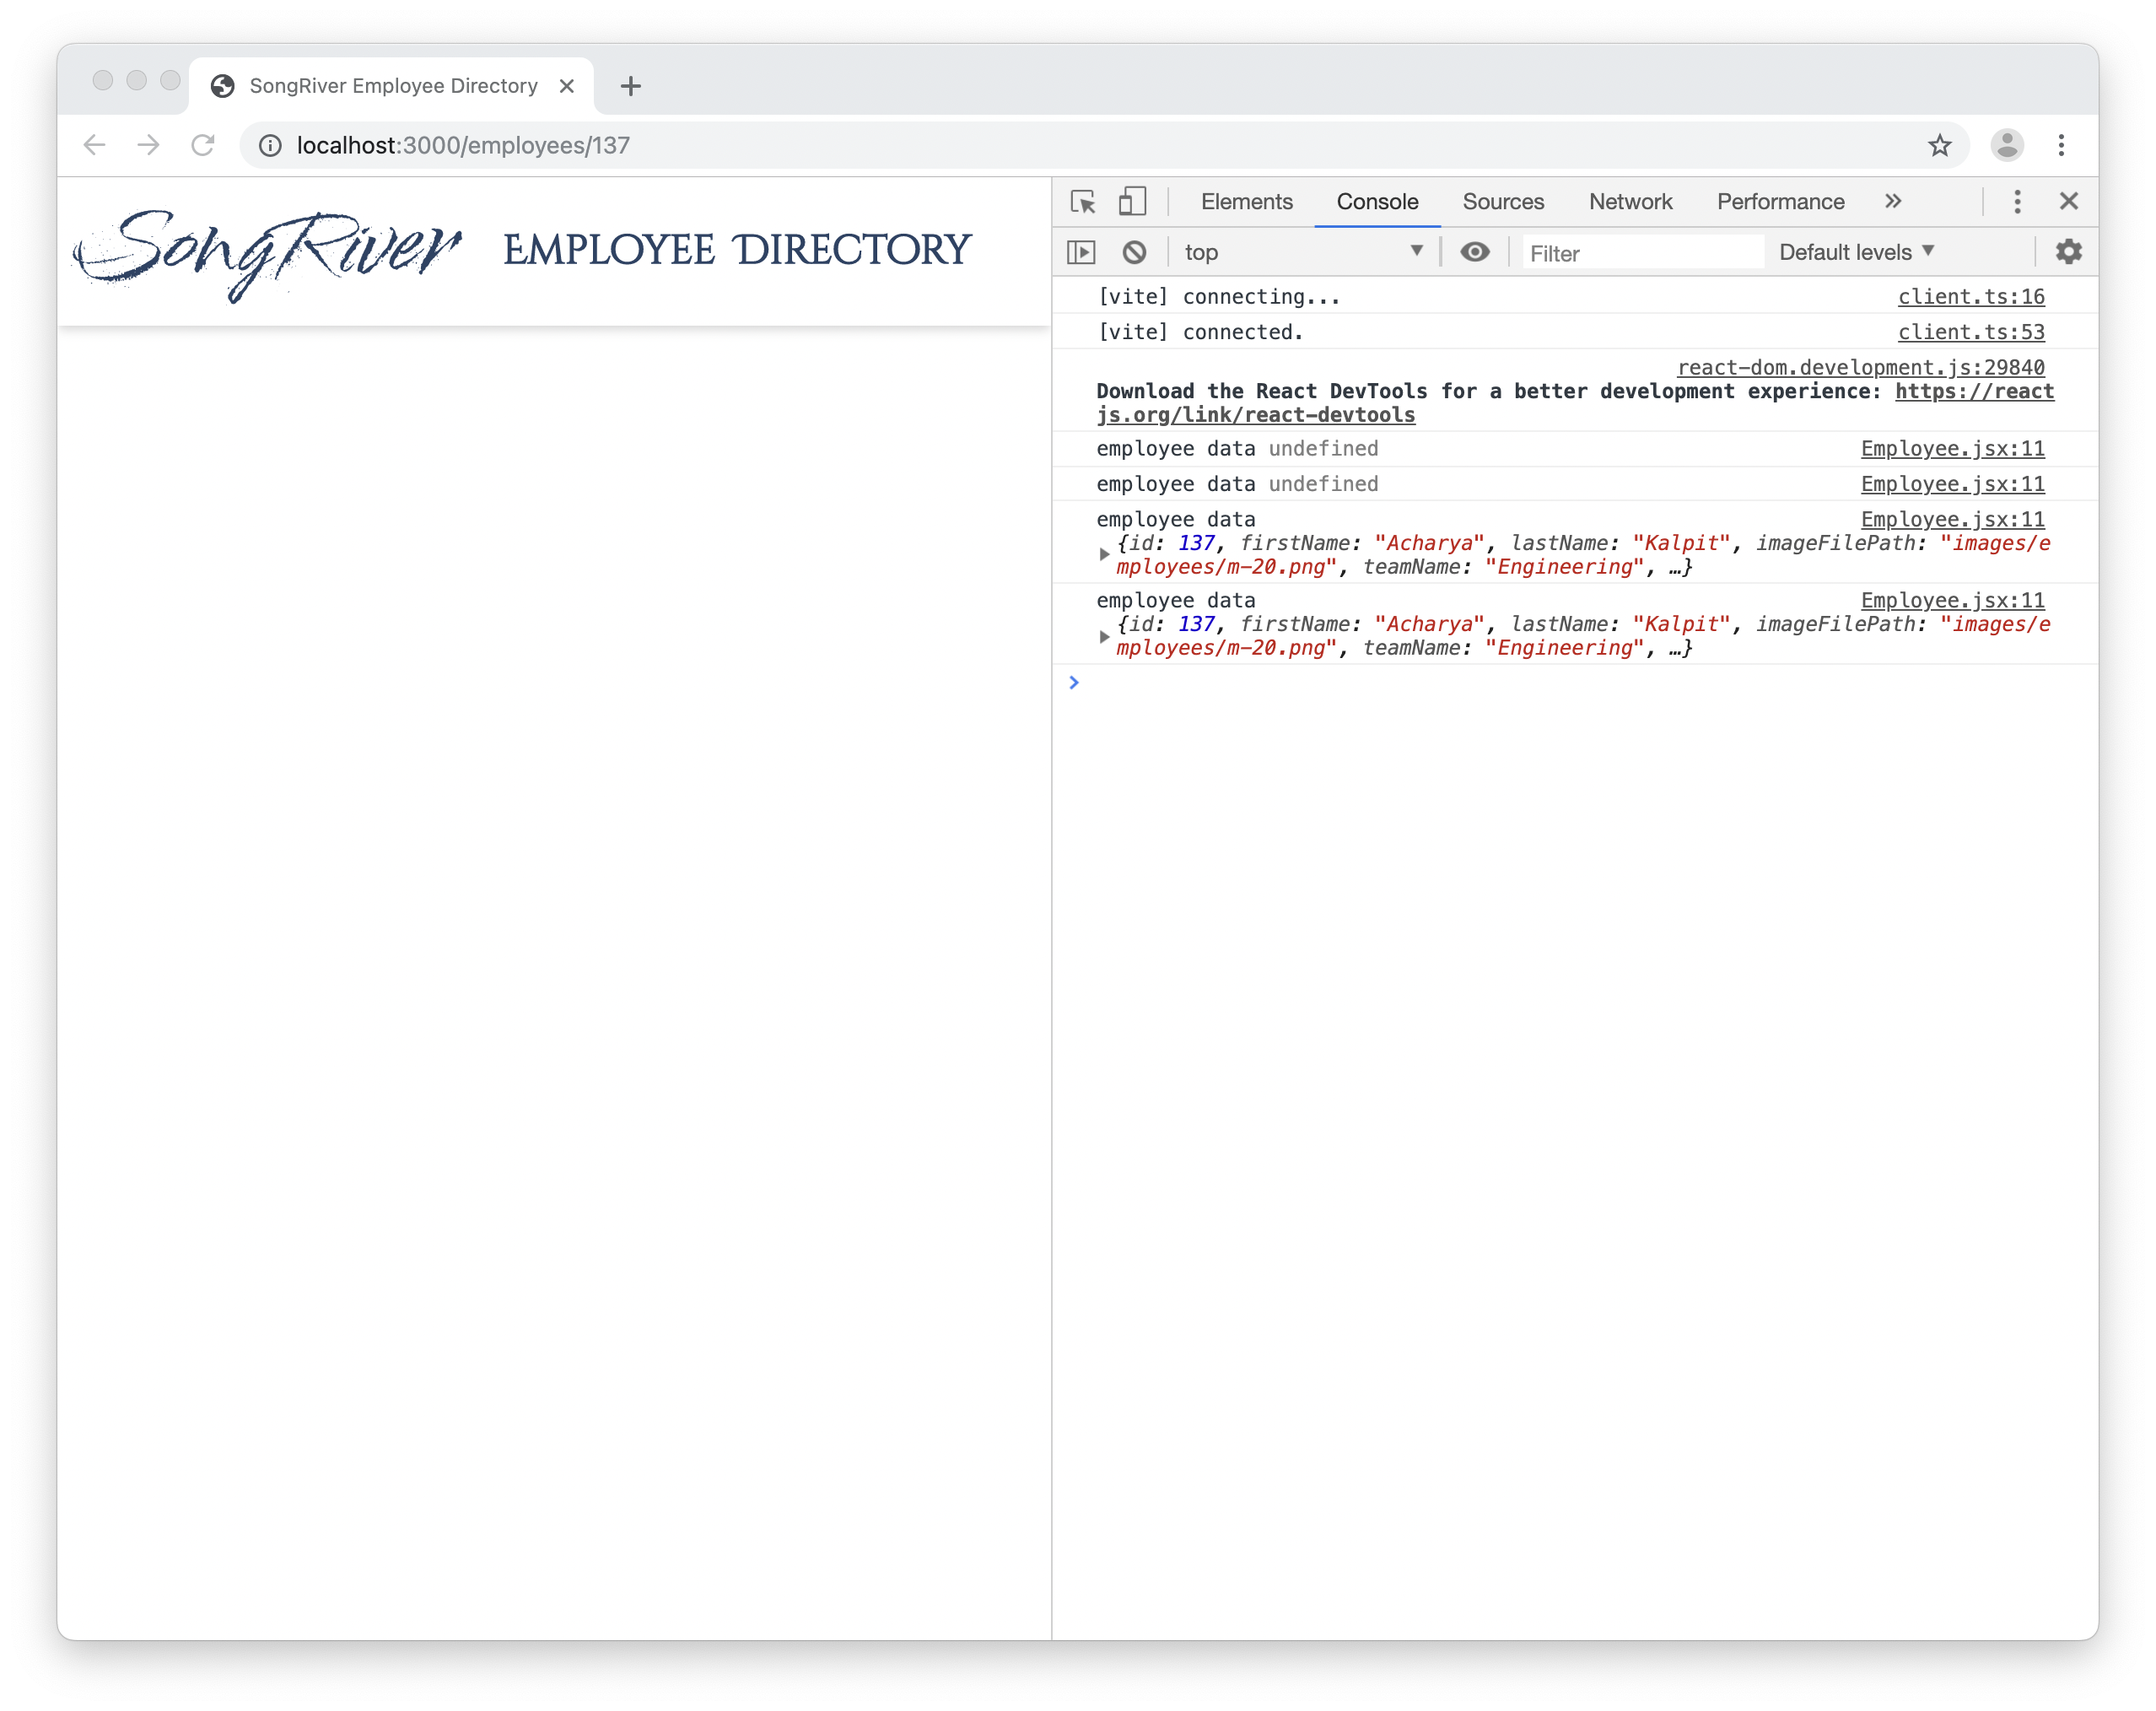 SongRiver Employee Directory
localhost:3000/employees/137
SongRiver EMPLOYEE DIRECTORY
Elements Console Sources Network Performance »
top Filter Default levels
[vite] connecting... client.ts:16
[vite] connected. client.ts:53
react-dom.development.js:29840
Download the React DevTools for a better development experience: https://react
js.org/link/react-devtools
employee data undefined Employee.jsx:11
employee data undefined Employee.jsx:11
employee data Employee.jsx:11
{id: 137, firstName: "Acharya", lastName: "Kalpit", imageFilePath: "images/e
mployees/m-20.png", teamName: "Engineering", …}
employee data Employee.jsx:11
{id: 137, firstName: "Acharya", lastName: "Kalpit", imageFilePath: "images/e
mployees/m-20.png", teamName: "Engineering", …}